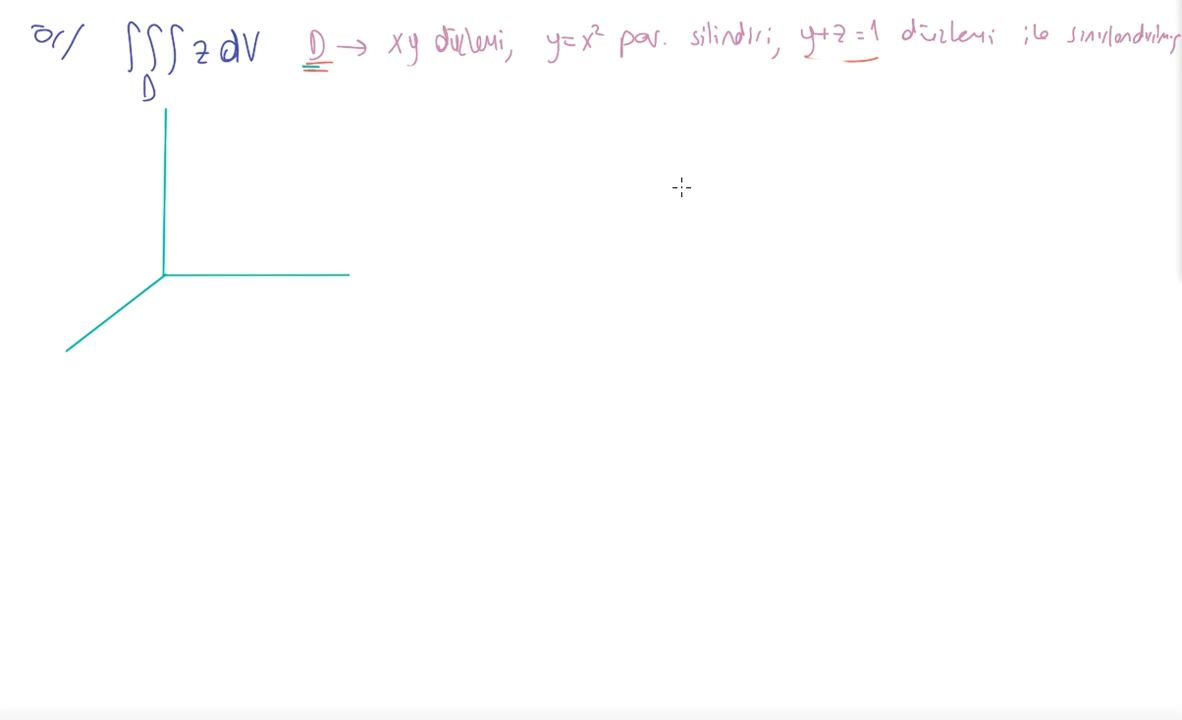 ör/ ∭ z dV D → xy düzlemi, y=x² par. silindiri, y+z=1 düzlemi ile sınırlandırılmış
D